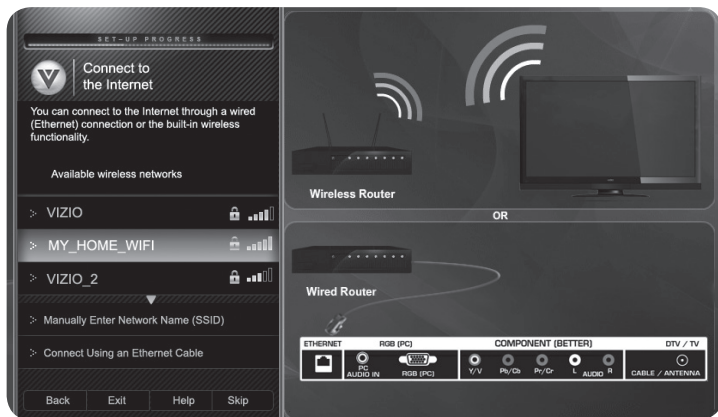 SET-UP PROGRESS
V
Connect to
the Internet
You can connect to the Internet through a wired
(Ethernet) connection or the built-in wireless
functionality.
Available wireless networks
VIZIO
MY_HOME_WIFI
VIZIO_2
Manually Enter Network Name (SSID)
Connect Using an Ethernet Cable
Back Exit Help Skip
Wireless Router
OR
Wired Router
ETHERNET RGB (PC) COMPONENT (BETTER) DTV / TV
PC
AUDIO IN RGB (PC) Y/V Pb/Cb Pr/Cr L AUDIO R CABLE / ANTENNA